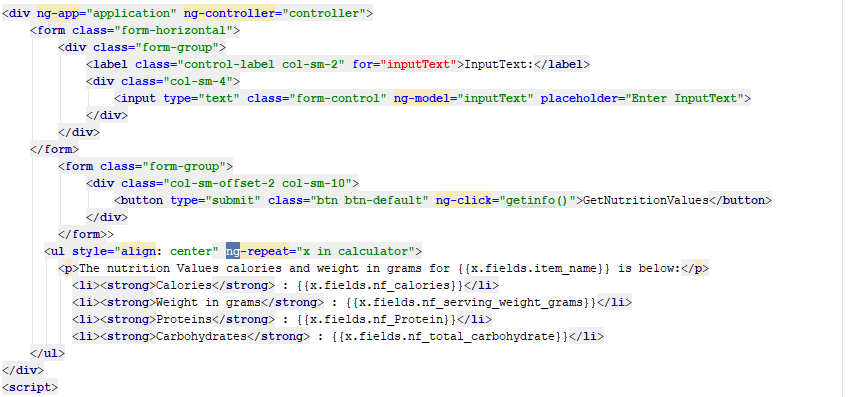 <div ng-app="application" ng-controller="controller">
<form class="form-horizontal">
<div class="form-group">
<label class="control-label col-sm-2" for="inputText">InputText:</label>
<div class="col-sm-4">
<input type="text" class="form-control" ng-model="inputText" placeholder="Enter InputText">
</div>
</div>
</form>
<form class="form-group">
<div class="col-sm-offset-2 col-sm-10">
<button type="submit" class="btn btn-default" ng-click="getinfo()">GetNutritionValues</button>
</div>
</form>>
<ul style="align: center" ng-repeat="x in calculator">
<p>The nutrition Values calories and weight in grams for {{x.fields.item_name}} is below:</p>
<li><strong>Calories</strong> : {{x.fields.nf_calories}}</li>
<li><strong>Weight in grams</strong> : {{x.fields.nf_serving_weight_grams}}</li>
<li><strong>Proteins</strong> : {{x.fields.nf_Protein}}</li>
<li><strong>Carbohydrates</strong> : {{x.fields.nf_total_carbohydrate}}</li>
</ul>
</div>
<script>